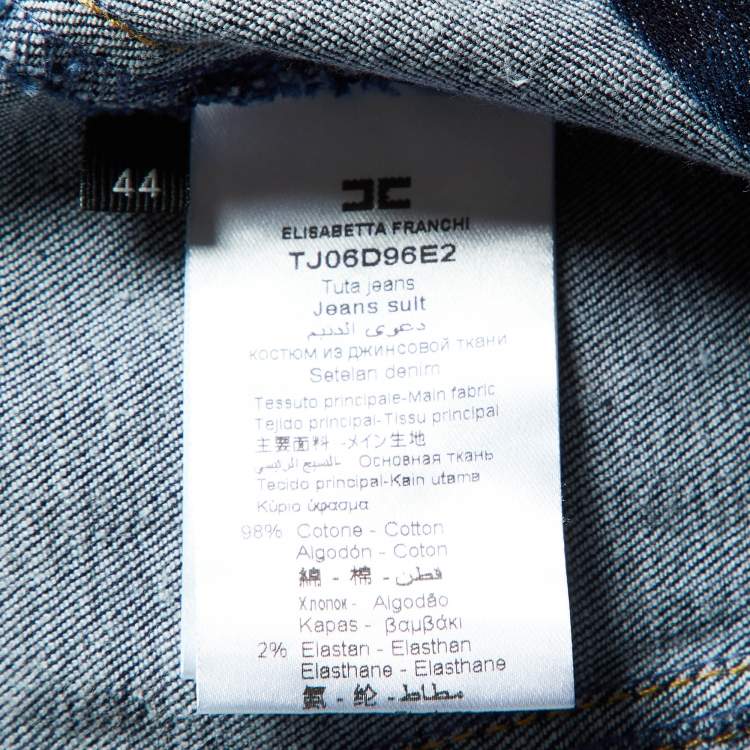 44
ELISABETTA FRANCHI
TJ06D96E2
Tuta jeans
Jeans suit
دعوى الدنيم
костюм из джинсовой ткани
Setelan denim
Tessuto principale-Main fabric
Tejido principal-Tissu principal
主要面料 -メイン生地
النسيج الرئيسي Основная ткань
Tecido principal-Kain utama
Κύριο ύφασμα
98% Cotone - Cotton
Algodón - Coton
綿 - 棉 - قطن
Хлопок - Algodão
Kapas - βαμβάκι
2% Elastan - Elasthan
Elasthane - Elasthane
氨 - 纶 - مطاط